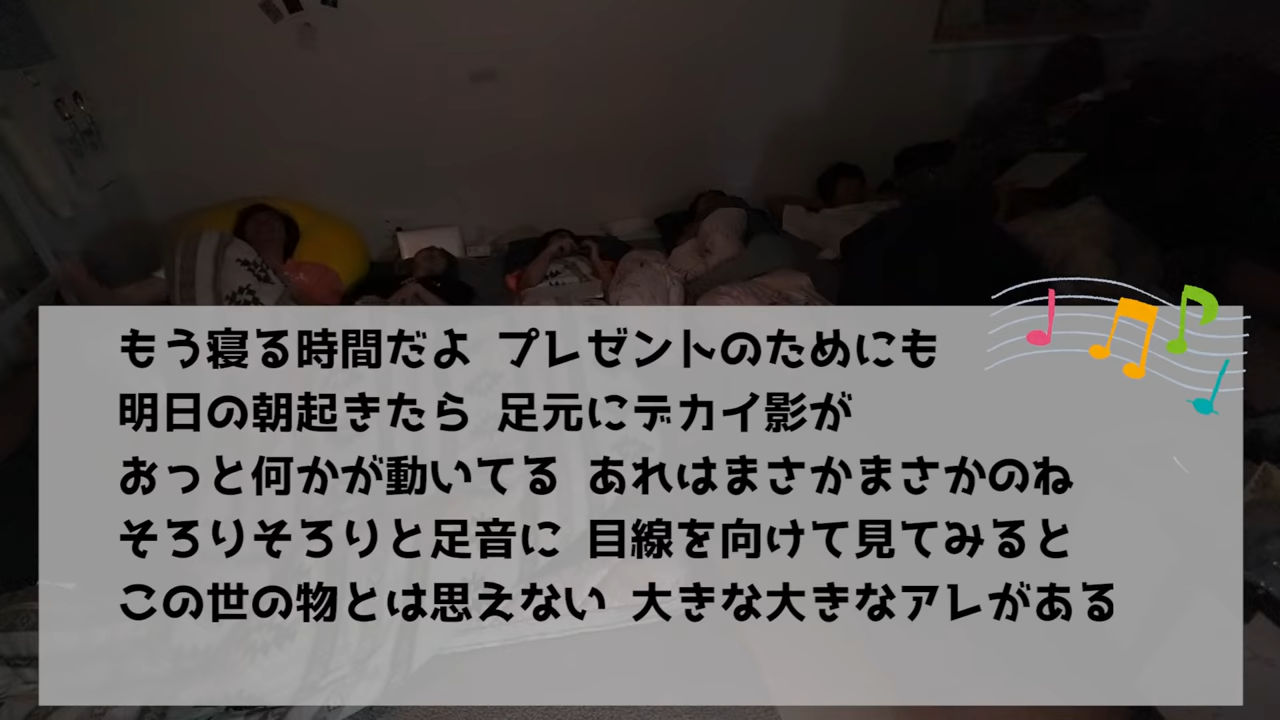 もう寝る時間だよ プレゼントのためにも
明日の朝起きたら 足元にデカイ影が
おっと何かが動いてる あれはまさかまさかのね
そろりそろりと足音に 目線を向けて見てみると
この世の物とは思えない 大きな大きなアレがある